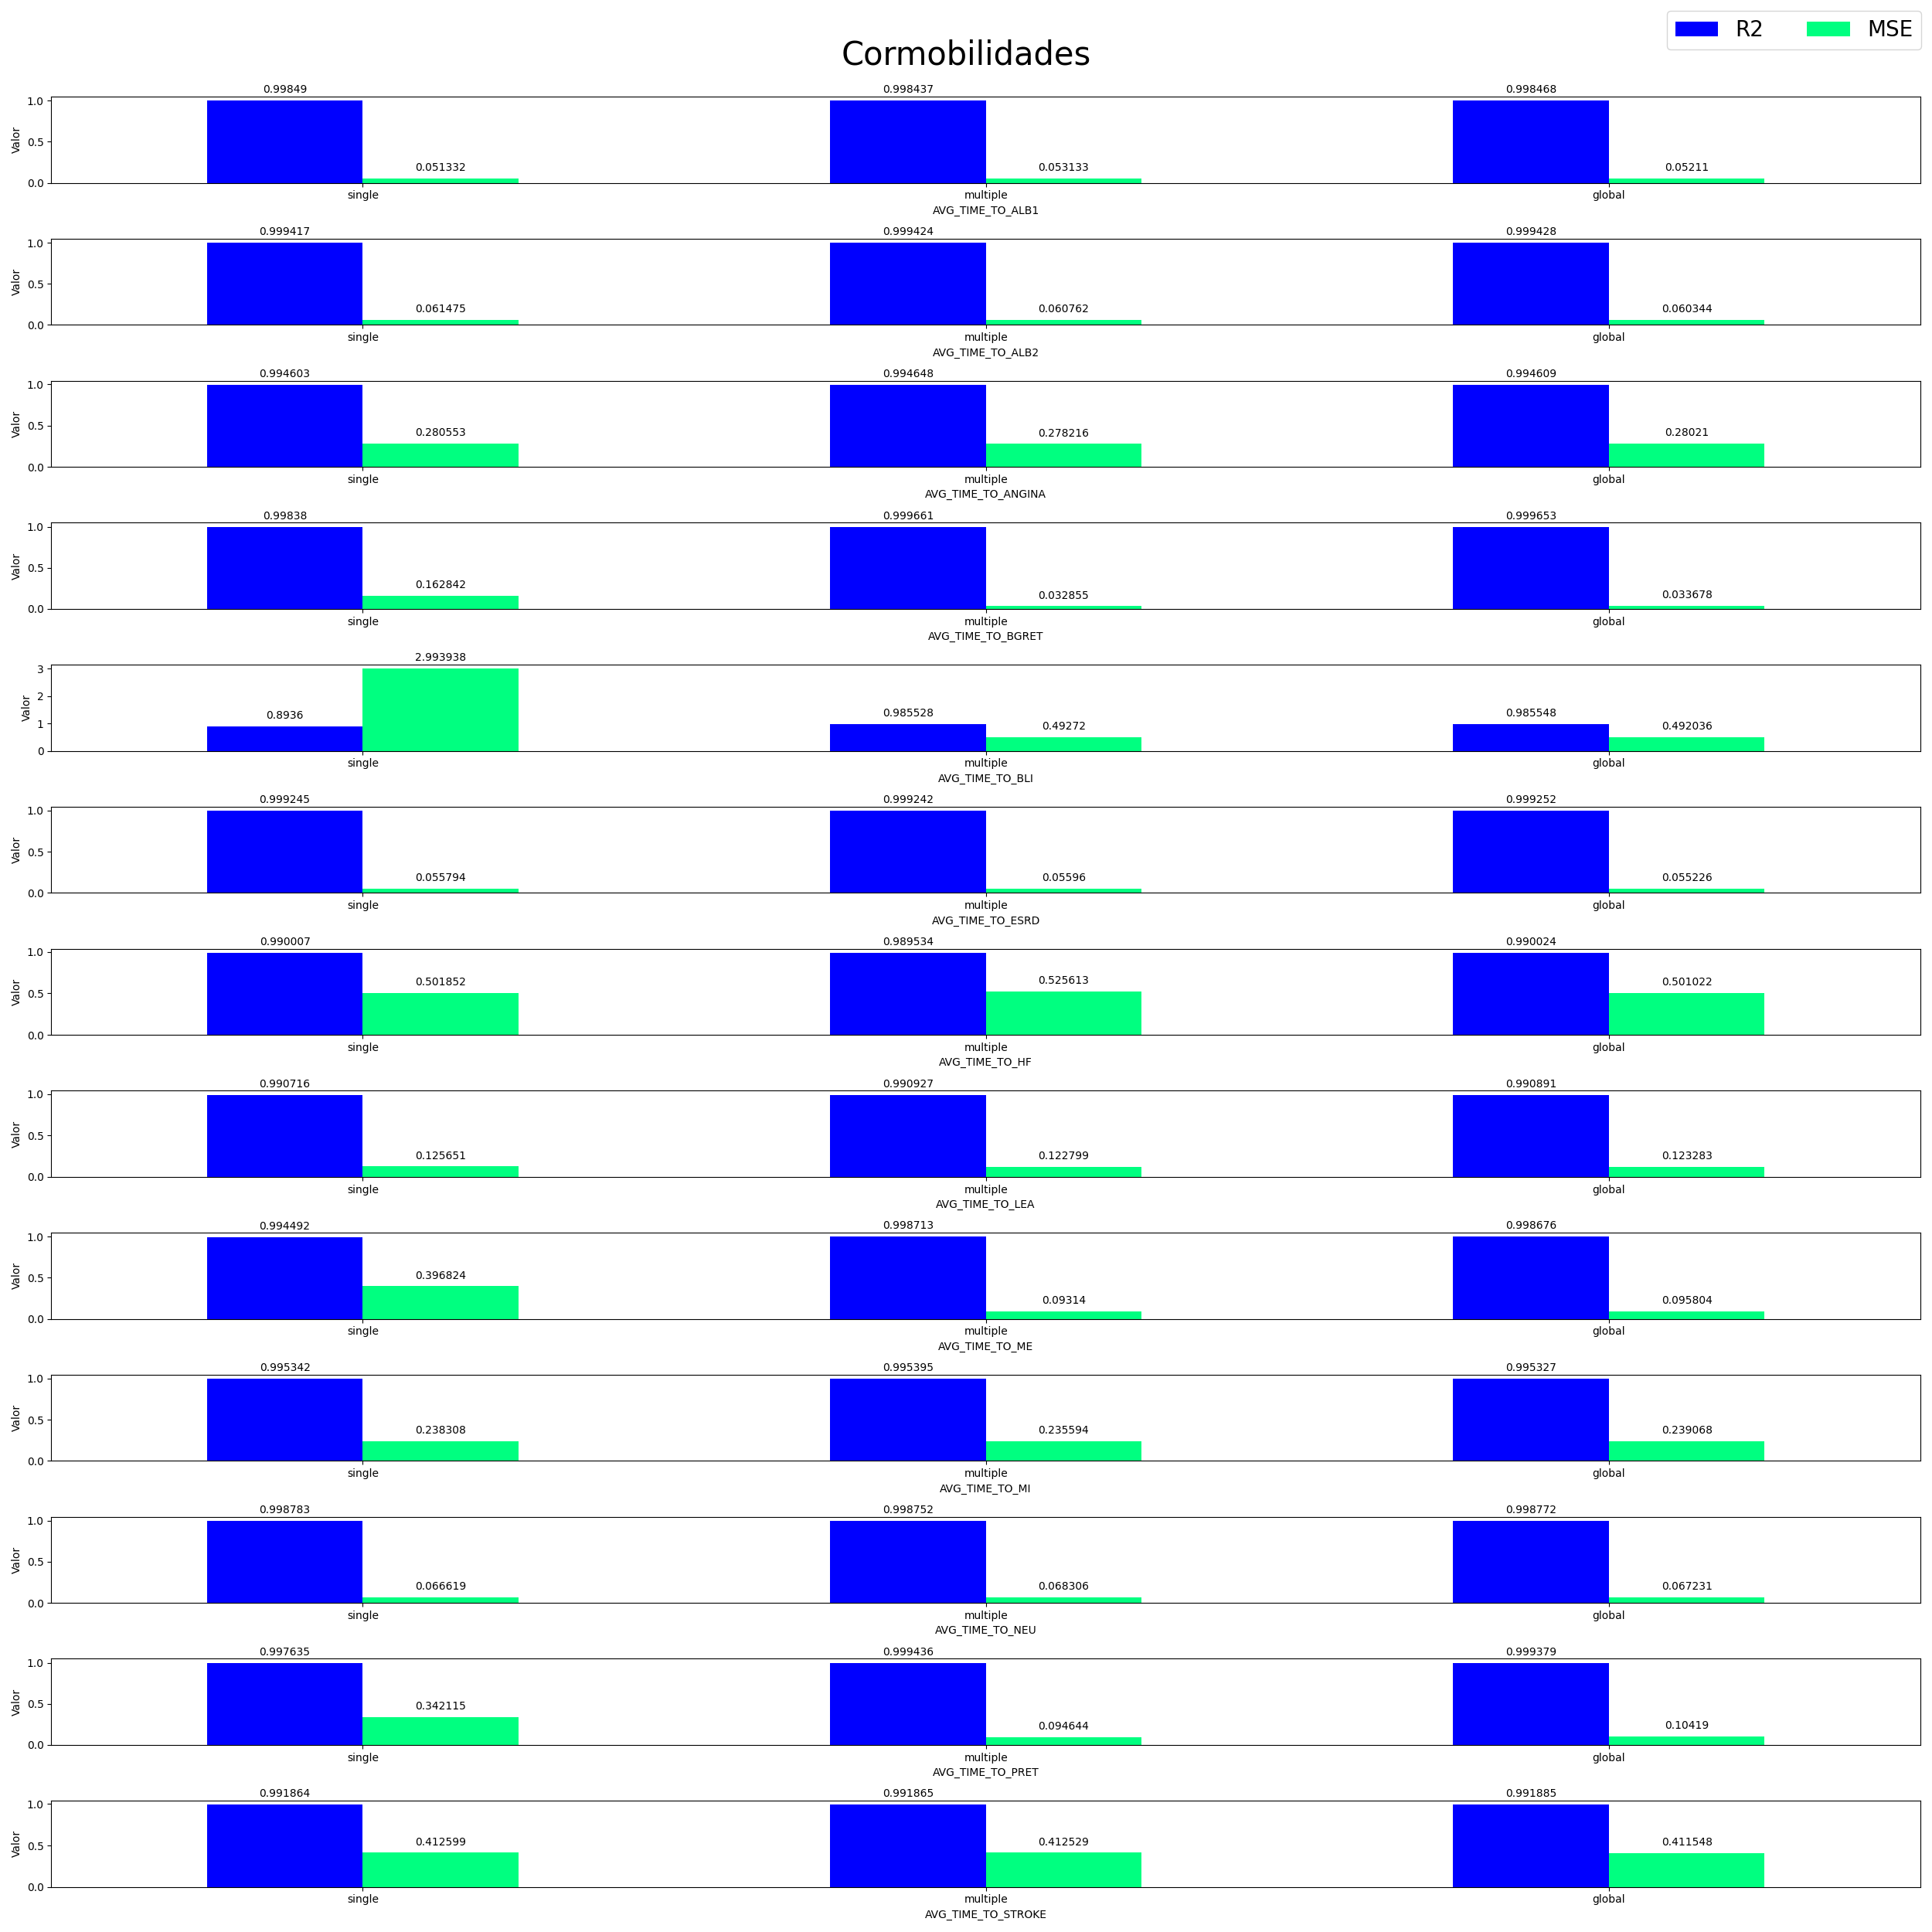 R2 MSE
Cormobilidades
0.99849 0.998437 0.998468
1.0
0.5
0.0
Valor
0.051332 0.053133 0.05211
single multiple global
AVG_TIME_TO_ALB1
0.999417 0.999424 0.999428
1.0
0.5
0.0
Valor
0.061475 0.060762 0.060344
single multiple global
AVG_TIME_TO_ALB2
0.994603 0.994648 0.994609
1.0
0.5
0.0
Valor
0.280553 0.278216 0.28021
single multiple global
AVG_TIME_TO_ANGINA
0.99838 0.999661 0.999653
1.0
0.5
0.0
Valor
0.162842 0.032855 0.033678
single multiple global
AVG_TIME_TO_BGRET
2.993938
3
2
1
0
Valor
0.8936 0.985528 0.49272 0.985548 0.492036
single multiple global
AVG_TIME_TO_BLI
0.999245 0.999242 0.999252
1.0
0.5
0.0
Valor
0.055794 0.05596 0.055226
single multiple global
AVG_TIME_TO_ESRD
0.990007 0.989534 0.990024
1.0
0.5
0.0
Valor
0.501852 0.525613 0.501022
single multiple global
AVG_TIME_TO_HF
0.990716 0.990927 0.990891
1.0
0.5
0.0
Valor
0.125651 0.122799 0.123283
single multiple global
AVG_TIME_TO_LEA
0.994492 0.998713 0.998676
1.0
0.5
0.0
Valor
0.396824 0.09314 0.095804
single multiple global
AVG_TIME_TO_ME
0.995342 0.995395 0.995327
1.0
0.5
0.0
Valor
0.238308 0.235594 0.239068
single multiple global
AVG_TIME_TO_MI
0.998783 0.998752 0.998772
1.0
0.5
0.0
Valor
0.066619 0.068306 0.067231
single multiple global
AVG_TIME_TO_NEU
0.997635 0.999436 0.999379
1.0
0.5
0.0
Valor
0.342115 0.094644 0.10419
single multiple global
AVG_TIME_TO_PRET
0.991864 0.991865 0.991885
1.0
0.5
0.0
Valor
0.412599 0.412529 0.411548
single multiple global
AVG_TIME_TO_STROKE